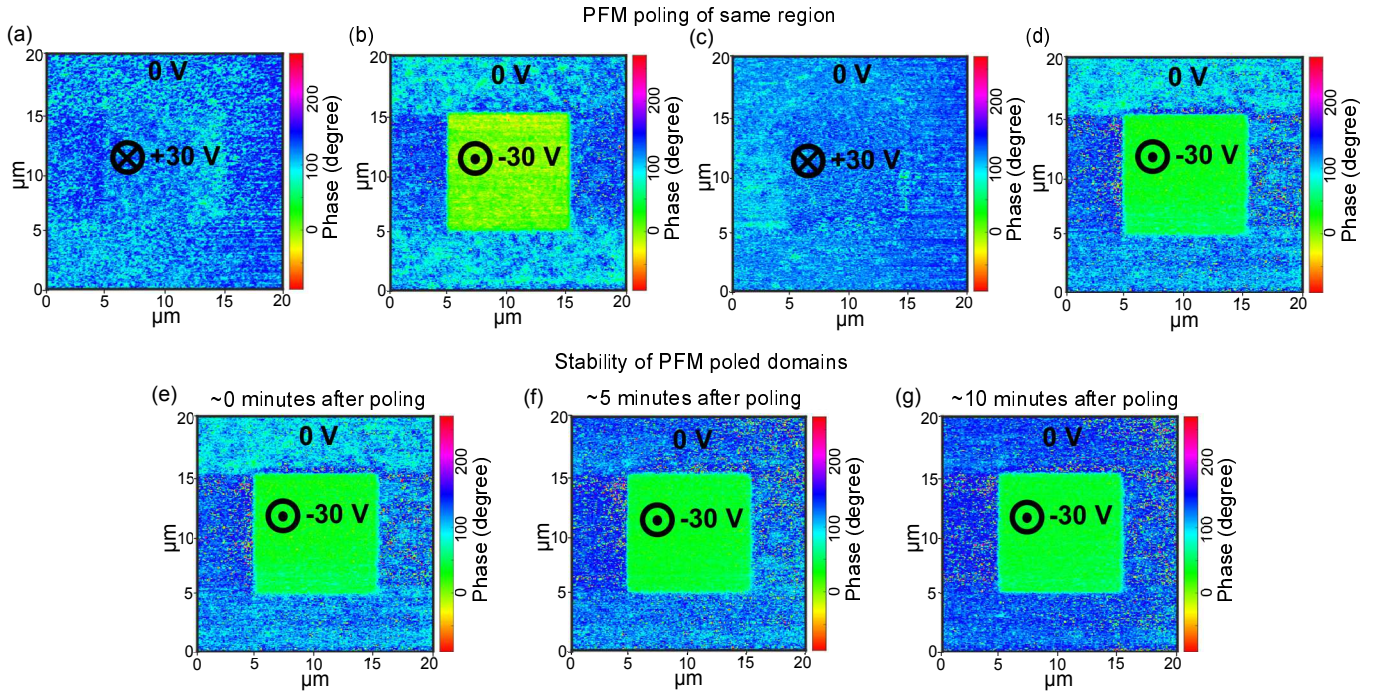 PFM poling of same region
(a)
(b)
(c)
(d)
0 V
+30 V
20
15
10
5
0
0
5
10
15
20
µm
µm
200
100
0
Phase (degree)
0 V
-30 V
20
15
10
5
0
0
5
10
15
20
µm
µm
200
100
0
Phase (degree)
0 V
+30 V
20
15
10
5
0
0
5
10
15
20
µm
µm
200
100
0
Phase (degree)
0 V
-30 V
20
15
10
5
0
0
5
10
15
20
µm
µm
200
100
0
Phase (degree)
Stability of PFM poled domains
(e)
~0 minutes after poling
0 V
-30 V
20
15
10
5
0
0
5
10
15
20
µm
µm
200
100
0
Phase (degree)
(f)
~5 minutes after poling
0 V
-30 V
20
15
10
5
0
0
5
10
15
20
µm
µm
200
100
0
Phase (degree)
(g)
~10 minutes after poling
0 V
-30 V
20
15
10
5
0
0
5
10
15
20
µm
µm
200
100
0
Phase (degree)